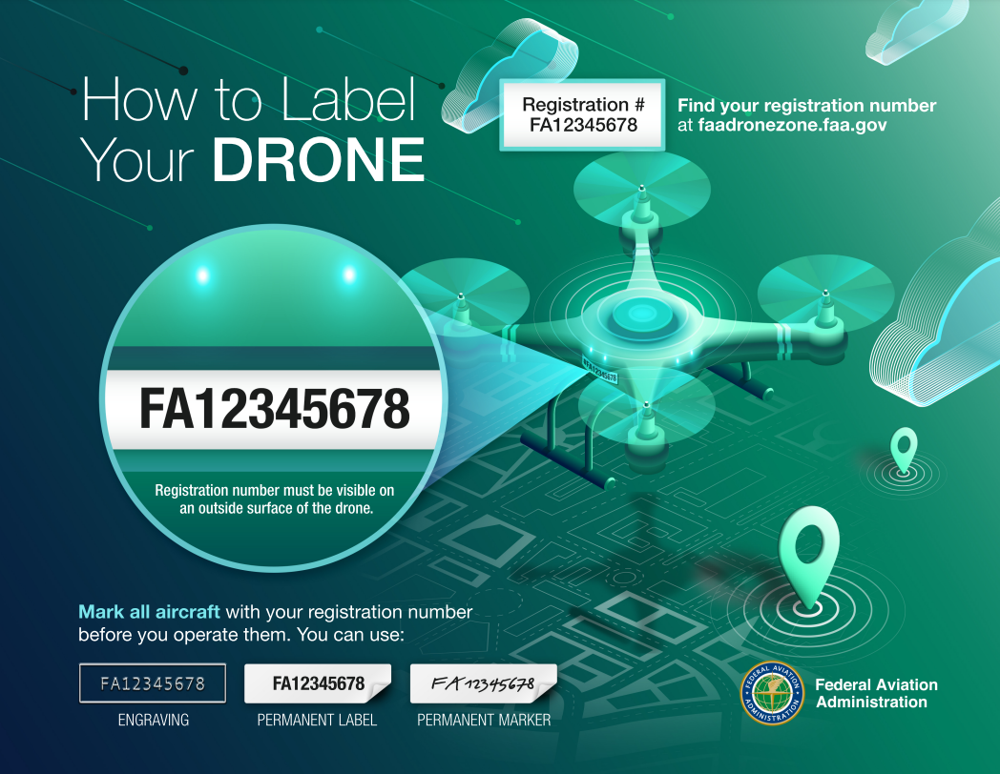 How to Label
Your DRONE
Registration #
FA12345678
Find your registration number
at faadronezone.faa.gov
FA12345678
FA12345678
Registration number must be visible on
an outside surface of the drone.
Mark all aircraft with your registration number
before you operate them. You can use:
FA12345678
ENGRAVING
FA12345678
PERMANENT LABEL
FA12345678
PERMANENT MARKER
FEDERAL AVIATION
ADMINISTRATION
Federal Aviation
Administration